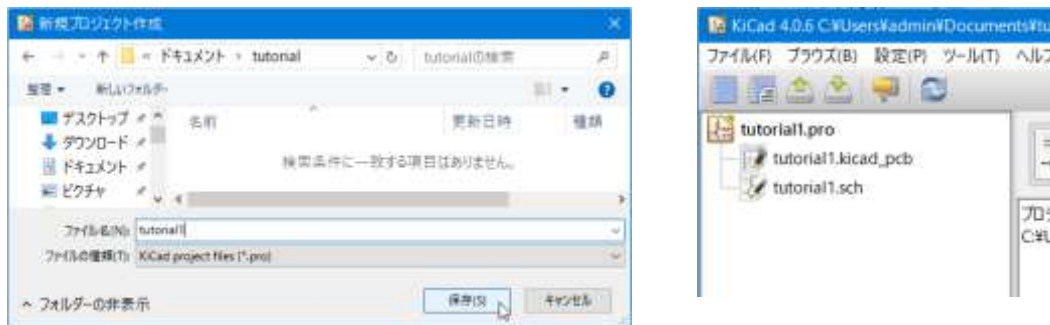 新規プロジェクト作成
« ドキュメント › tutorial
tutorialの検索
整理
新しいフォルダー
デスクトップ
ダウンロード
ドキュメント
ピクチャ
名前
更新日時
種類
検索条件に一致する項目はありません。
ファイル名(N): tutorial1
ファイルの種類(T): KiCad project files (*.pro)
フォルダーの非表示
保存(S)
キャンセル
KiCad 4.0.6 C:¥Users¥admin¥Documents¥tu
ファイル(F) ブラウズ(B) 設定(P) ツール(T) ヘルプ
tutorial1.pro
tutorial1.kicad_pcb
tutorial1.sch
プロジ
C:¥U